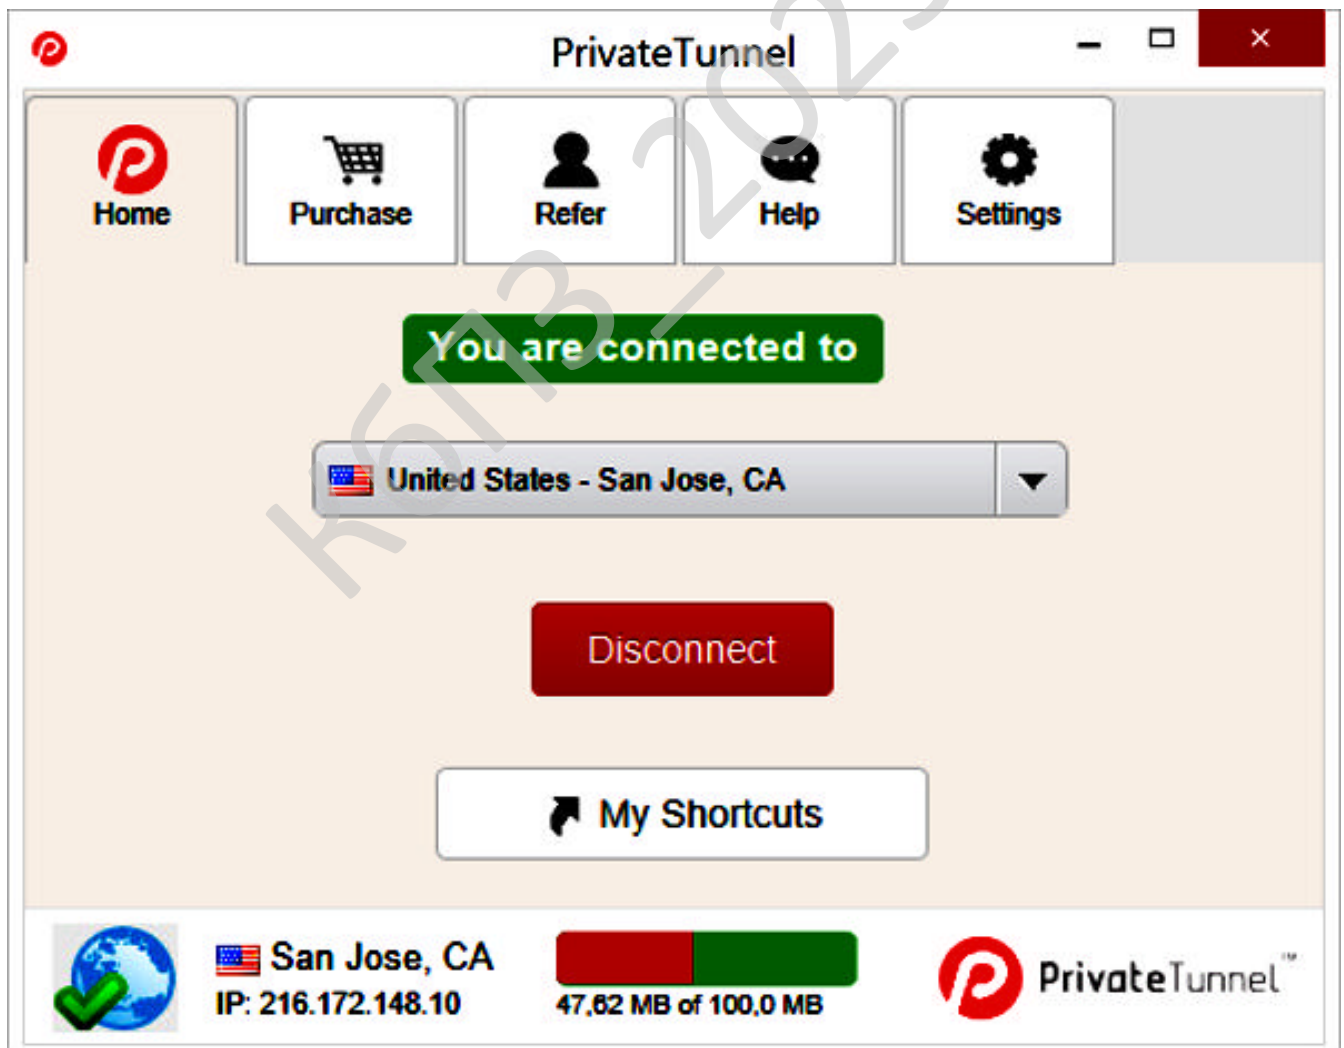 PrivateTunnel
Home
Purchase
Refer
Help
Settings
You are connected to
United States - San Jose, CA
Disconnect
My Shortcuts
San Jose, CA
IP: 216.172.148.10
47,62 MB of 100,0 MB
PrivateTunnel™